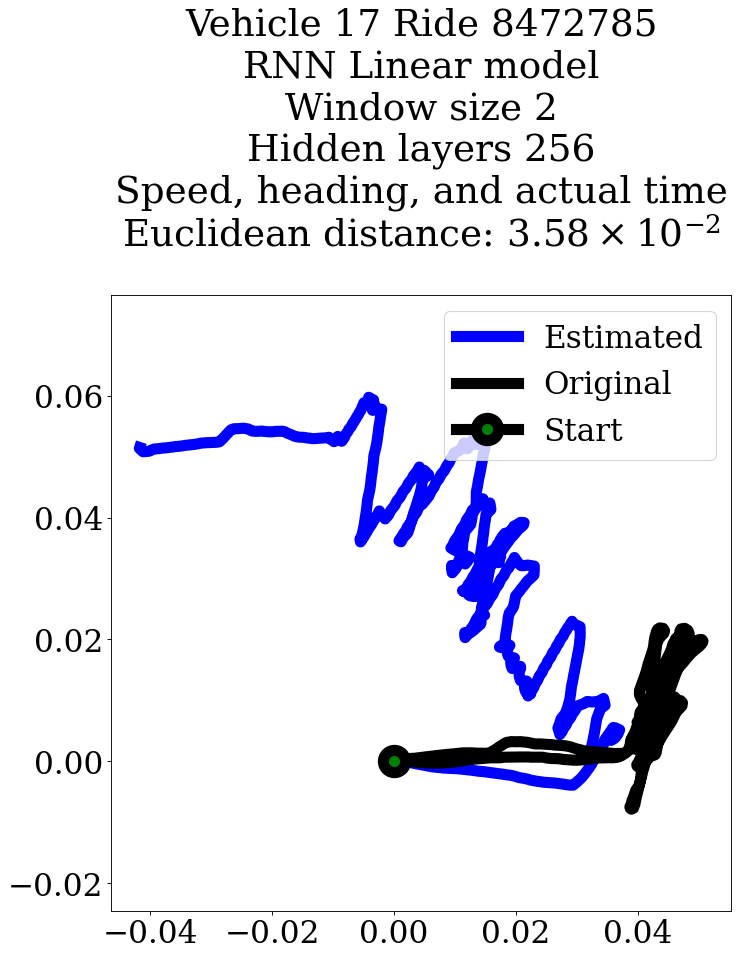 Vehicle 17 Ride 8472785
RNN Linear model
Window size 2
Hidden layers 256
Speed, heading, and actual time
Euclidean distance: 3.58 × 10⁻²
Estimated
Original
Start
0.06
0.04
0.02
0.00
−0.02
−0.04 −0.02 0.00 0.02 0.04